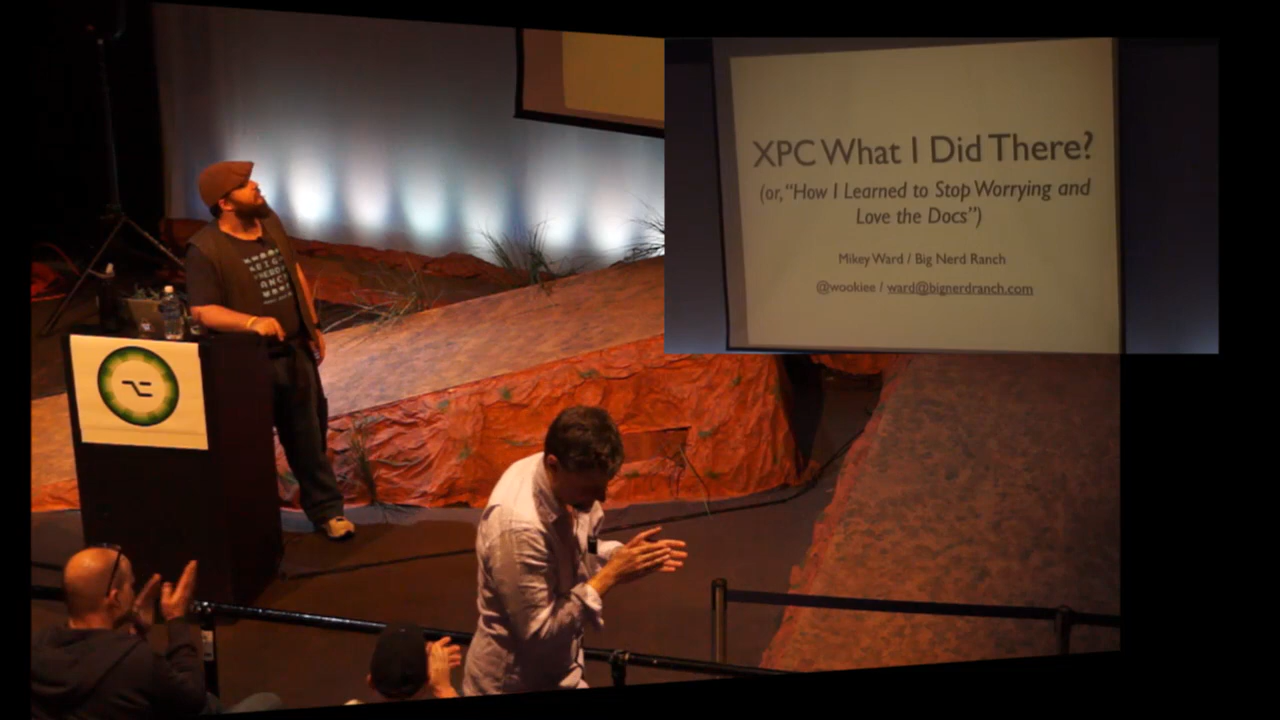 XPC What I Did There?
(or, “How I Learned to Stop Worrying and
Love the Docs”)
Mikey Ward / Big Nerd Ranch
@wookiee / ward@bignerdranch.com